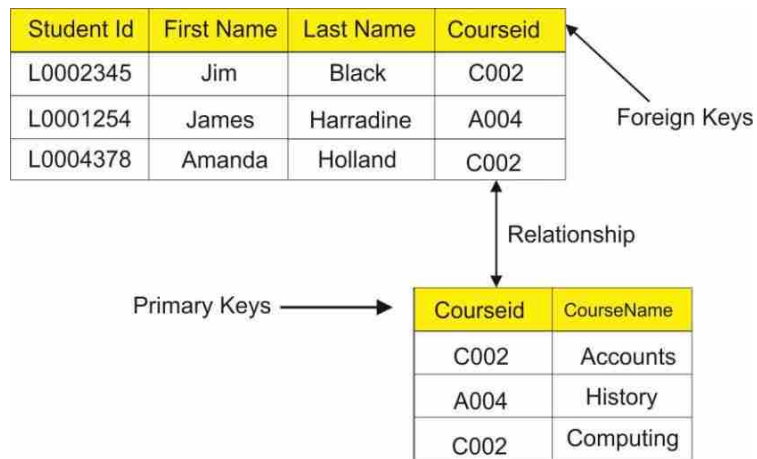 Student Id First Name Last Name Courseid
L0002345 Jim Black C002
L0001254 James Harradine A004
L0004378 Amanda Holland C002
Foreign Keys
Relationship
Primary Keys
Courseid CourseName
C002 Accounts
A004 History
C002 Computing